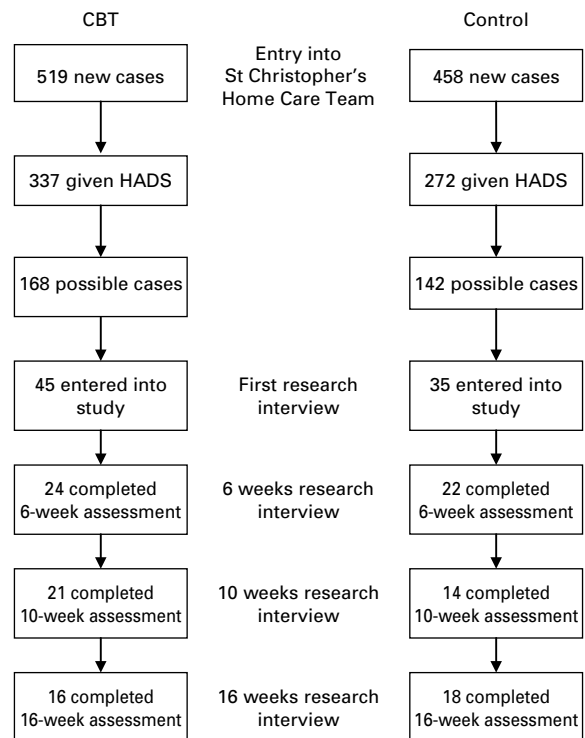 CBT
Control
519 new cases
Entry into
St Christopher's
Home Care Team
458 new cases
337 given HADS
272 given HADS
168 possible cases
142 possible cases
45 entered into
study
First research
interview
35 entered into
study
24 completed
6-week assessment
6 weeks research
interview
22 completed
6-week assessment
21 completed
10-week assessment
10 weeks research
interview
14 completed
10-week assessment
16 completed
16-week assessment
16 weeks research
interview
18 completed
16-week assessment